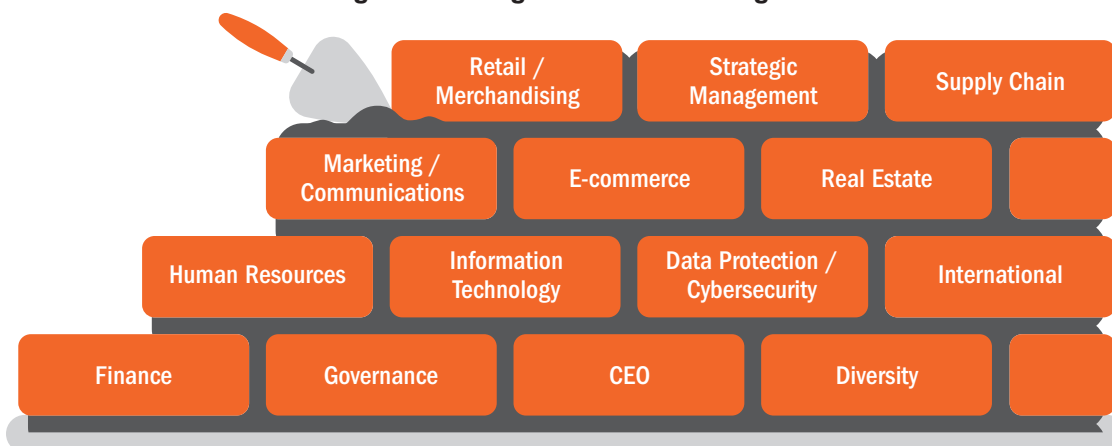 Retail /
Merchandising
Strategic
Management
Supply Chain
Marketing /
Communications
E-commerce
Real Estate
Human Resources
Information
Technology
Data Protection /
Cybersecurity
International
Finance
Governance
CEO
Diversity